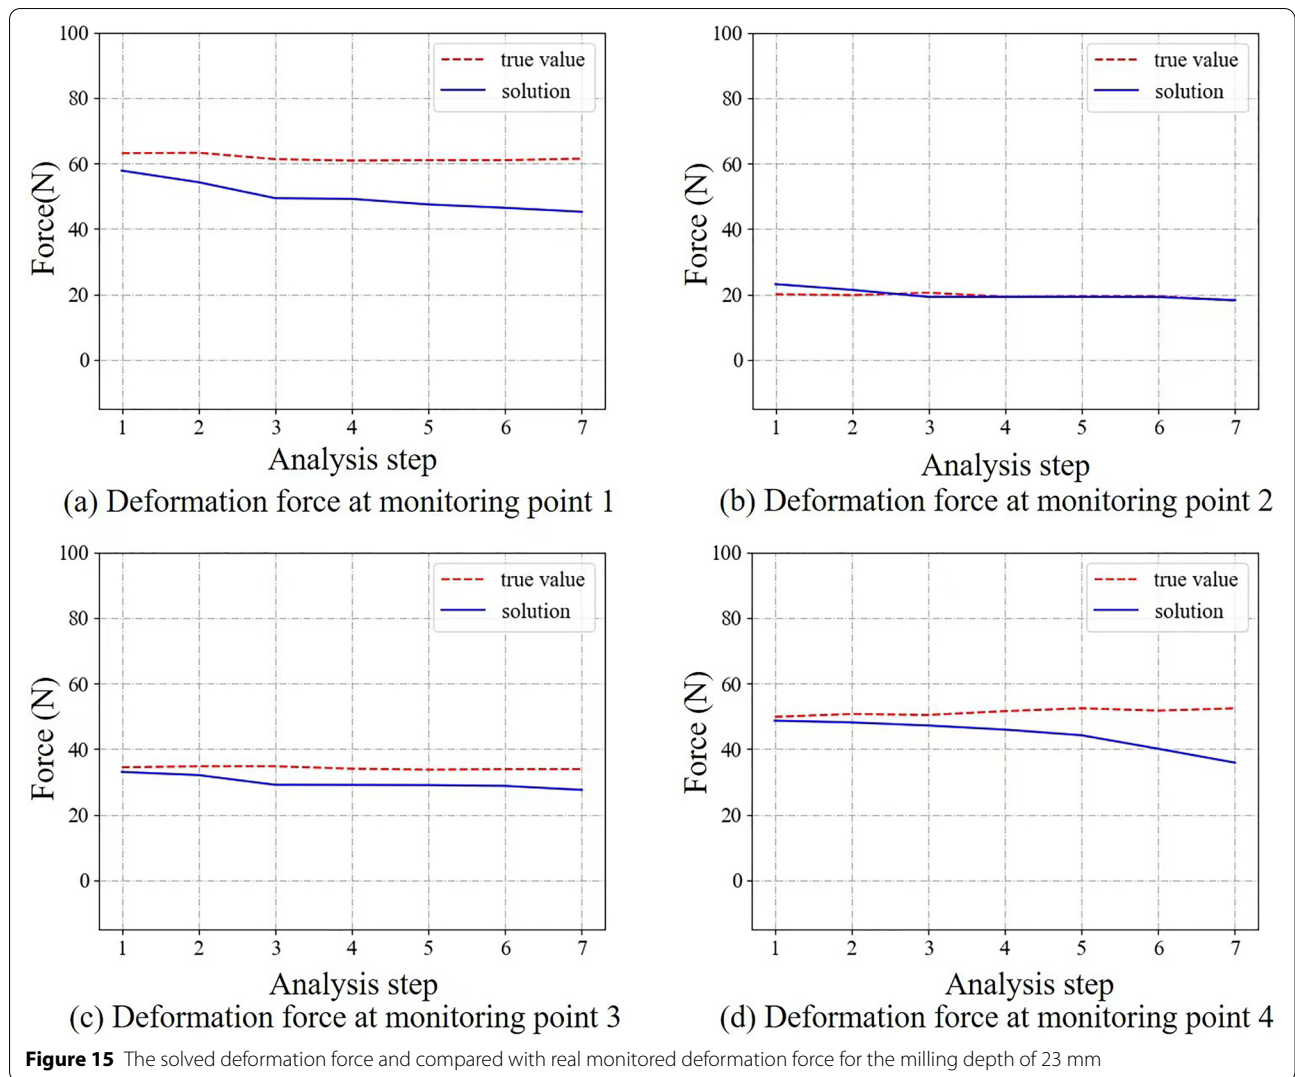 100
80
60
40
20
0
Force(N)
true value
solution
1 2 3 4 5 6 7
Analysis step
(a) Deformation force at monitoring point 1
100
80
60
40
20
0
Force (N)
true value
solution
1 2 3 4 5 6 7
Analysis step
(b) Deformation force at monitoring point 2
100
80
60
40
20
0
Force (N)
true value
solution
1 2 3 4 5 6 7
Analysis step
(c) Deformation force at monitoring point 3
100
80
60
40
20
0
Force (N)
true value
solution
1 2 3 4 5 6 7
Analysis step
(d) Deformation force at monitoring point 4
Figure 15 The solved deformation force and compared with real monitored deformation force for the milling depth of 23 mm